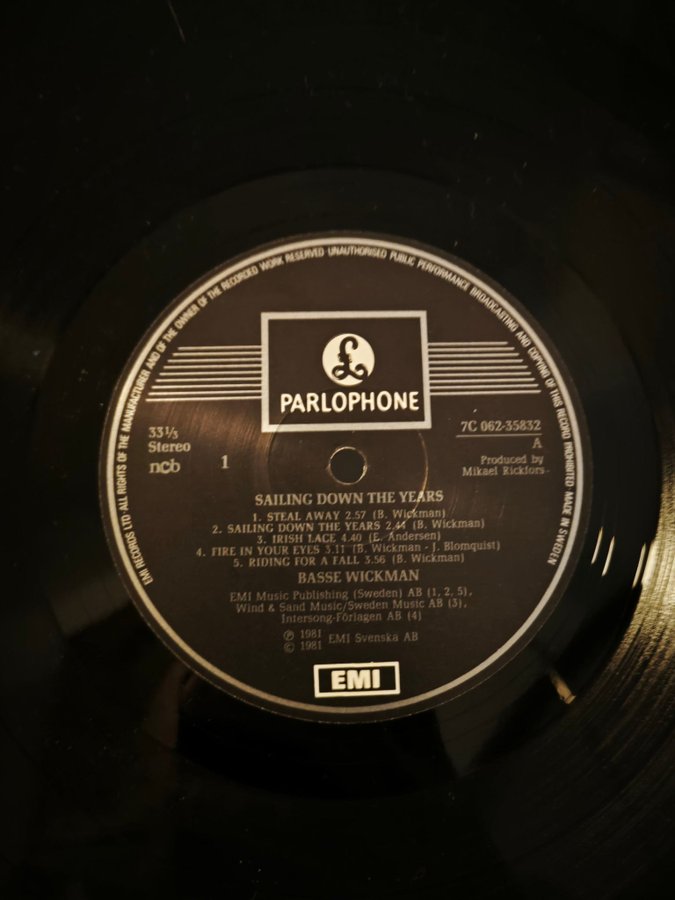 EMI RECORDS LTD· ALL RIGHTS OF THE MANUFACTURER AND OF THE OWNER OF THE RECORDED WORK RESERVED UNAUTHORISED PUBLIC PERFORMANCE BROADCASTING AND COPYING OF THIS RECORD PROHIBITED MADE IN SWEDEN
£
PARLOPHONE
33⅓
Stereo
ncb
1
7C 062-35832
A
Produced by
Mikael Rickfors
SAILING DOWN THE YEARS
1. STEAL AWAY 2.57 (B. Wickman)
2. SAILING DOWN THE YEARS 2.44 (B. Wickman)
3. IRISH LACE 4.40 (E. Andersen)
4. FIRE IN YOUR EYES 3.11 (B. Wickman - J. Blomquist)
5. RIDING FOR A FALL 3.56 (B. Wickman)
BASSE WICKMAN
EMI Music Publishing (Sweden) AB (1, 2, 5),
Wind & Sand Music/Sweden Music AB (3),
Intersong-Förlagen AB (4)
℗ 1981 EMI Svenska AB
© 1981
EMI